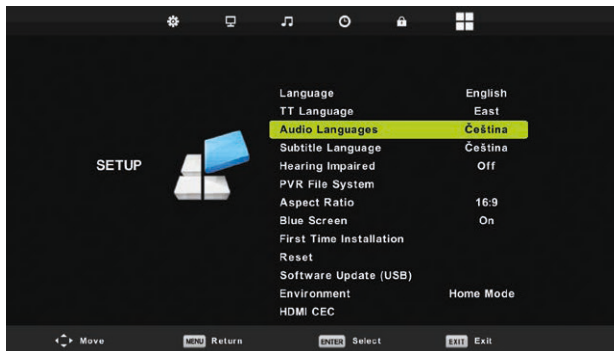 Language English
TT Language East
Audio Languages Čeština
Subtitle Language Čeština
SETUP
Hearing Impaired Off
PVR File System
Aspect Ratio 16:9
Blue Screen On
First Time Installation
Reset
Software Update (USB)
Environment Home Mode
HDMI CEC
Move MENU Return ENTER Select EXIT Exit